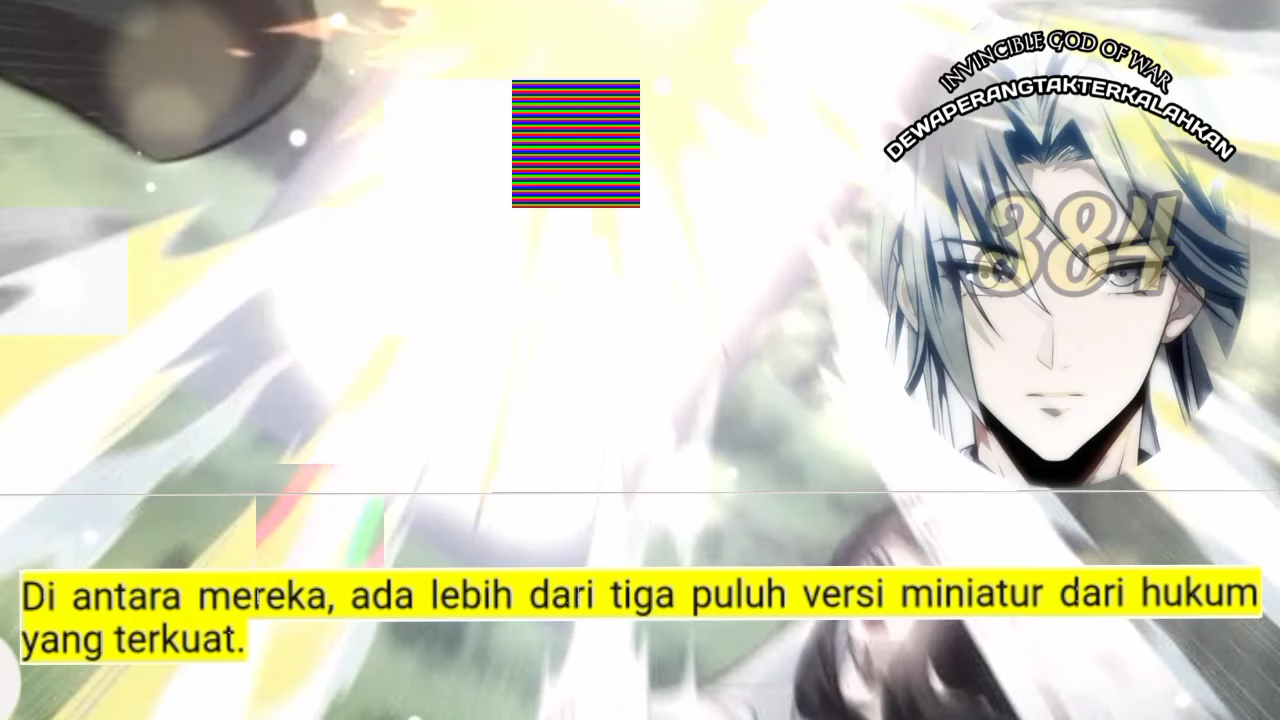 INVINCIBLE GOD OF WAR
DEWAPERANGTAKTERKALAHKAN
384
Di antara mereka, ada lebih dari tiga puluh versi miniatur dari hukum
yang terkuat.